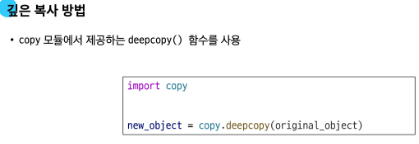 깊은 복사 방법
• copy 모듈에서 제공하는 deepcopy() 함수를 사용
import copy
new_object = copy.deepcopy(original_object)